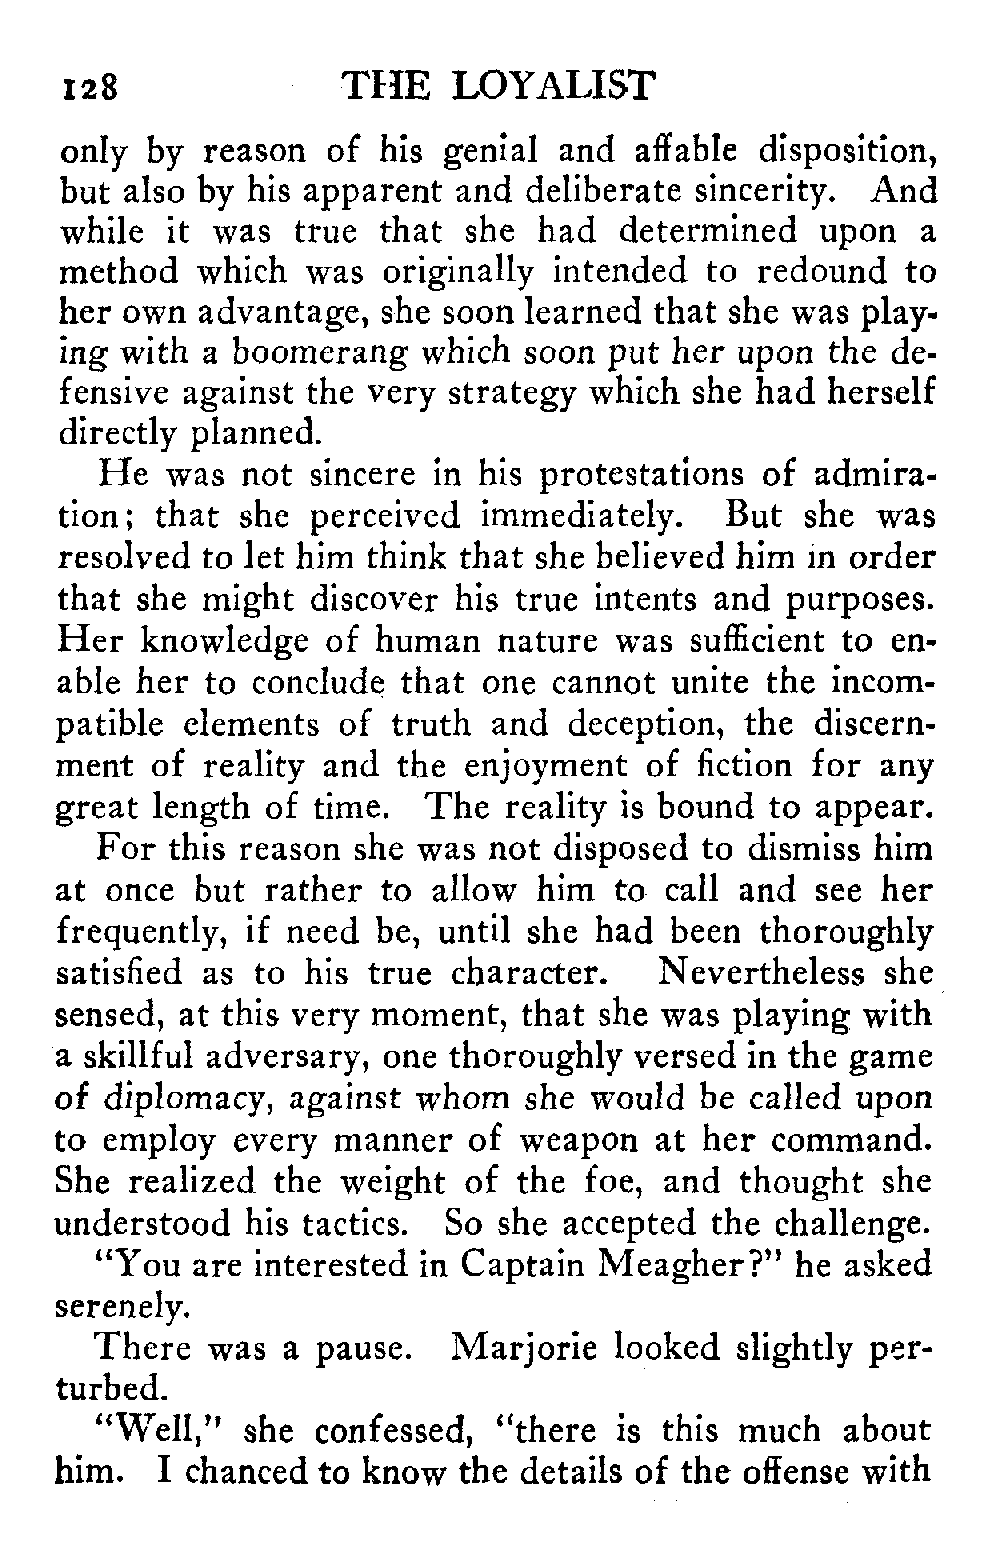 128 THE LOYALIST
only by reason of his genial and affable disposition,
but also by his apparent and deliberate sincerity. And
while it was true that she had determined upon a
method which was originally intended to redound to
her own advantage, she soon learned that she was play-
ing with a boomerang which soon put her upon the de-
fensive against the very strategy which she had herself
directly planned.
He was not sincere in his protestations of admira-
tion; that she perceived immediately. But she was
resolved to let him think that she believed him in order
that she might discover his true intents and purposes.
Her knowledge of human nature was sufficient to en-
able her to conclude that one cannot unite the incom-
patible elements of truth and deception, the discern-
ment of reality and the enjoyment of fiction for any
great length of time. The reality is bound to appear.
For this reason she was not disposed to dismiss him
at once but rather to allow him to call and see her
frequently, if need be, until she had been thoroughly
satisfied as to his true character. Nevertheless she
sensed, at this very moment, that she was playing with
a skillful adversary, one thoroughly versed in the game
of diplomacy, against whom she would be called upon
to employ every manner of weapon at her command.
She realized the weight of the foe, and thought she
understood his tactics. So she accepted the challenge.
"You are interested in Captain Meagher?" he asked
serenely.
There was a pause. Marjorie looked slightly per-
turbed.
"Well," she confessed, "there is this much about
him. I chanced to know the details of the offense with